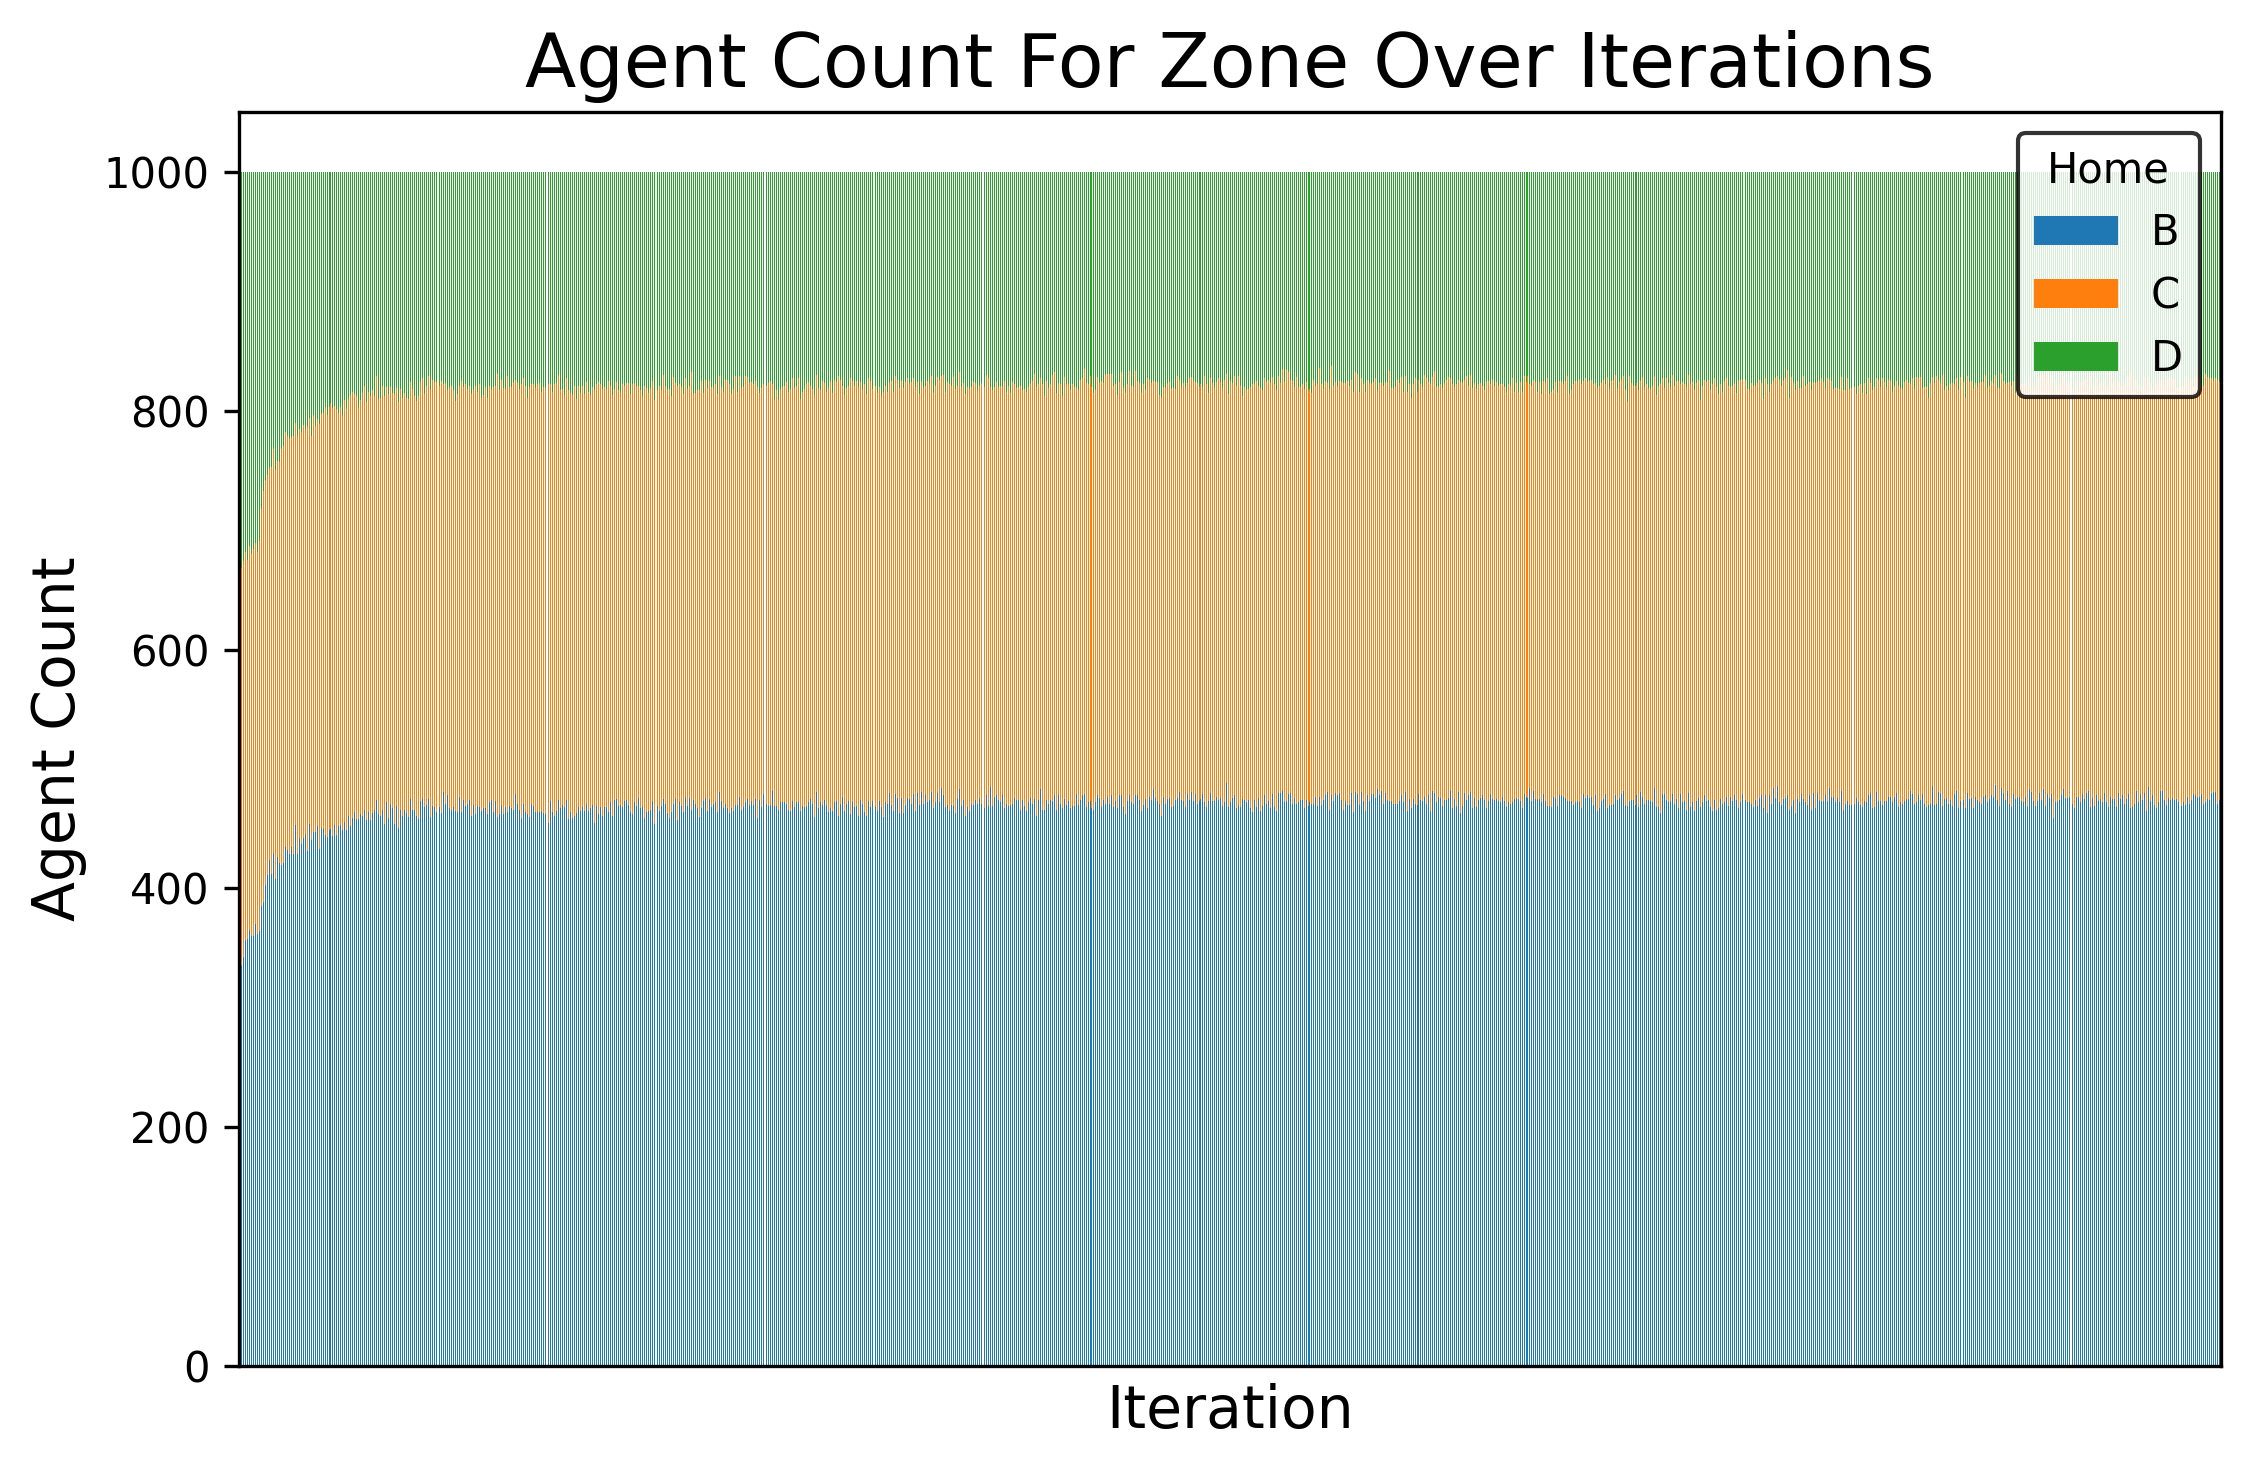 Agent Count For Zone Over Iterations
Agent Count
1000
800
600
400
200
0
Iteration
Home
B
C
D